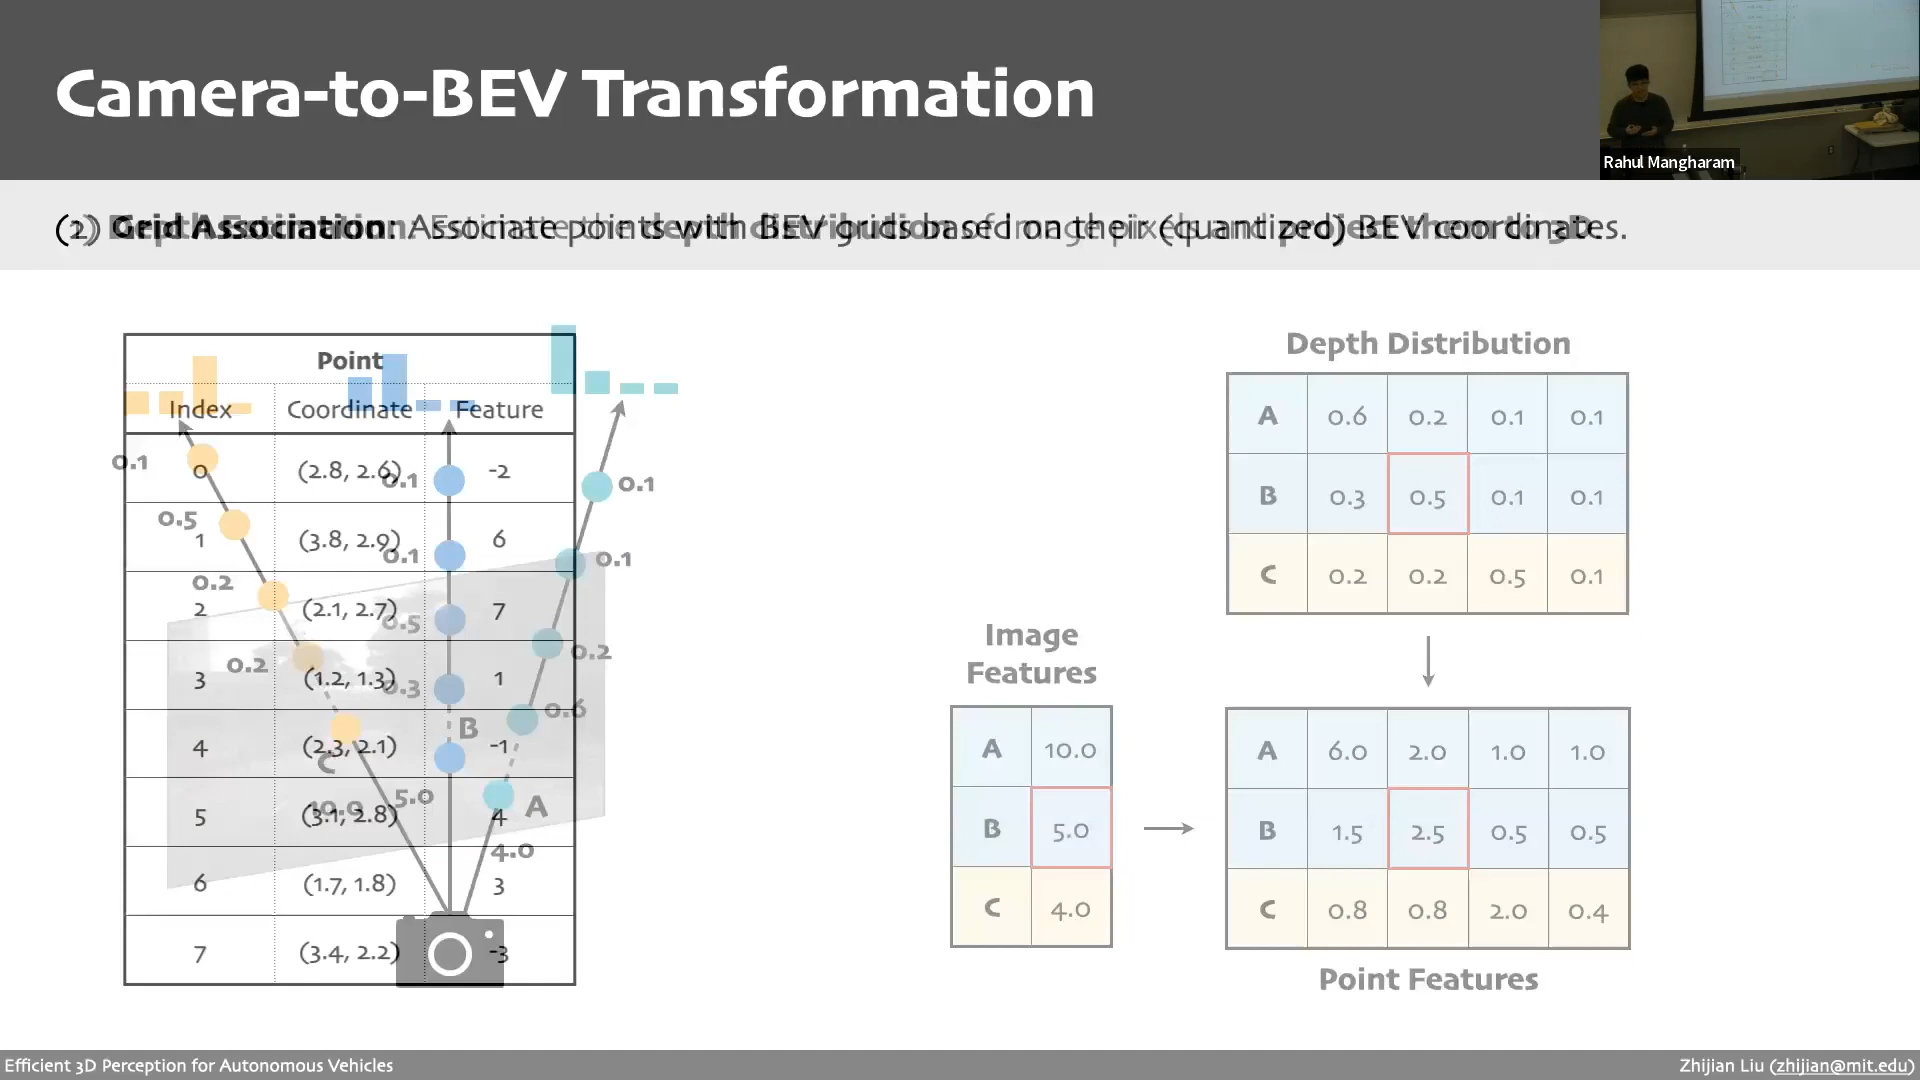 Camera-to-BEV Transformation
Rahul Mangharam
(2) Grid Association: Associate points with BEV grids based on their (quantized) BEV coordinates.
Point
Index Coordinate Feature
0 (2.8, 2.6) -2
1 (3.8, 2.9) 6
2 (2.1, 2.7) 7
3 (1.2, 1.3) 1
4 (2.3, 2.1) -1
5 (3.1, 2.8) 4
6 (1.7, 1.8) 3
7 (3.4, 2.2) -3
0.1
0.5
0.2
0.2
C
10.0
0.1
0.1
0.5
0.3
B
5.0
0.1
0.1
0.2
0.6
A
4.0
Depth Distribution
A 0.6 0.2 0.1 0.1
B 0.3 0.5 0.1 0.1
C 0.2 0.2 0.5 0.1
Image
Features
A 10.0
B 5.0
C 4.0
A 6.0 2.0 1.0 1.0
B 1.5 2.5 0.5 0.5
C 0.8 0.8 2.0 0.4
Point Features
Efficient 3D Perception for Autonomous Vehicles
Zhijian Liu (zhijian@mit.edu)